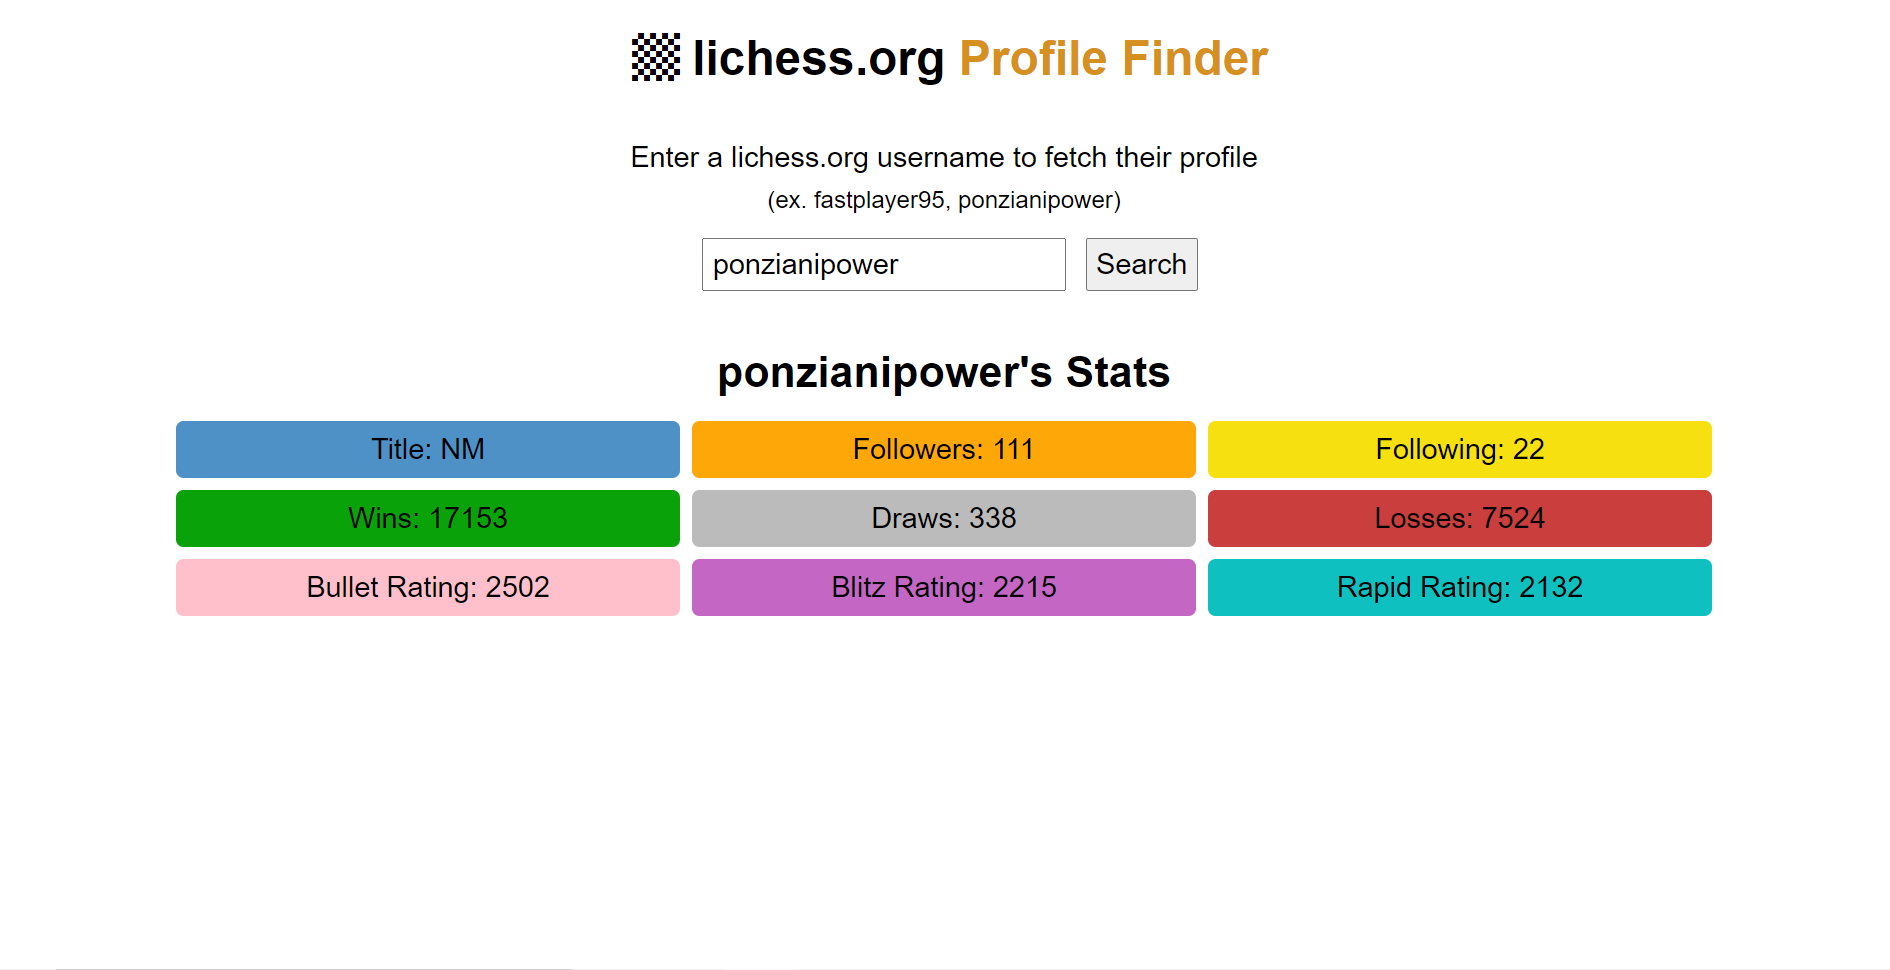 lichess.org Profile Finder
Enter a lichess.org username to fetch their profile
(ex. fastplayer95, ponzianipower)
ponzianipower Search
ponzianipower's Stats
Title: NM Followers: 111 Following: 22
Wins: 17153 Draws: 338 Losses: 7524
Bullet Rating: 2502 Blitz Rating: 2215 Rapid Rating: 2132